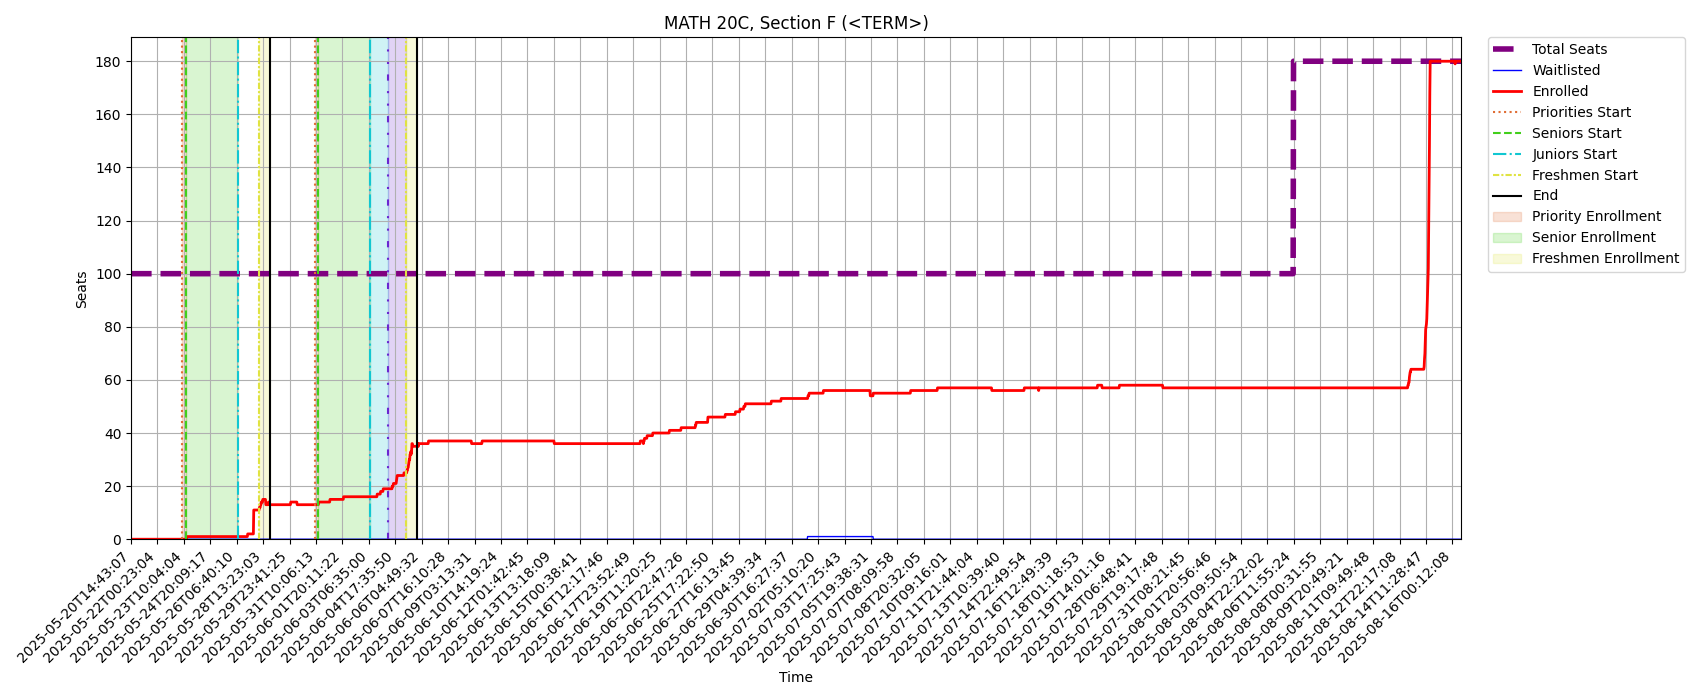 MATH 20C, Section F (<TERM>)
Seats
180
160
140
120
100
80
60
40
20
0
2025-05-20T14:43:07
2025-05-22T00:23:04
2025-05-23T10:04:04
2025-05-24T20:09:17
2025-05-26T06:40:10
2025-05-28T13:23:03
2025-05-29T23:41:25
2025-05-31T10:06:13
2025-06-01T20:11:22
2025-06-03T06:35:00
2025-06-04T17:35:50
2025-06-06T04:49:32
2025-06-07T16:10:28
2025-06-09T03:13:31
2025-06-10T14:19:24
2025-06-12T01:42:45
2025-06-13T13:18:09
2025-06-15T00:38:41
2025-06-16T12:17:46
2025-06-17T23:52:49
2025-06-19T11:20:25
2025-06-20T22:47:26
2025-06-25T17:22:50
2025-06-27T16:13:45
2025-06-29T04:39:34
2025-06-30T16:27:37
2025-07-02T05:10:20
2025-07-03T17:25:43
2025-07-05T19:38:31
2025-07-07T08:09:58
2025-07-08T20:32:05
2025-07-10T09:16:01
2025-07-11T11:44:04
2025-07-13T10:39:40
2025-07-14T22:49:54
2025-07-16T12:49:39
2025-07-18T01:18:53
2025-07-19T14:01:16
2025-07-28T06:48:41
2025-07-29T19:17:48
2025-07-31T08:21:45
2025-08-01T20:56:46
2025-08-03T09:50:54
2025-08-04T22:22:02
2025-08-06T11:55:24
2025-08-08T00:31:55
2025-08-09T20:49:21
2025-08-11T09:49:48
2025-08-12T22:17:08
2025-08-14T11:28:47
2025-08-16T00:12:08
Time
Total Seats
Waitlisted
Enrolled
Priorities Start
Seniors Start
Juniors Start
Freshmen Start
End
Priority Enrollment
Senior Enrollment
Freshmen Enrollment